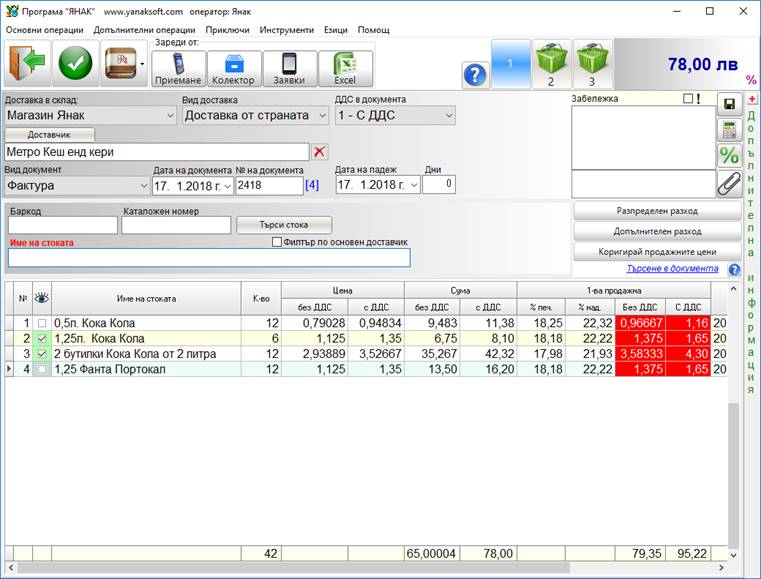 Програма "ЯНАК"   www.yanaksoft.com   оператор: Янак
Основни операции   Допълнителни операции   Приключи   Инструменти   Езици   Помощ
Зареди от:
Приемане   Колектор   Заявки   Excel
1   2   3   78,00 лв
%
Доставка в склад:   Вид доставка   ДДС в документа   Забележка   !
Магазин Янак   Доставка от страната   1 - С ДДС
Доставчик
Метро Кеш енд кери
Вид документ   Дата на документа   № на документа   Дата на падеж   Дни
Фактура   17. 1.2018 г.   2418   [4]   17. 1.2018 г.   0
Баркод   Каталожен номер   Търси стока
Име на стоката   Филтър по основен доставчик
Разпределен разход
Допълнителен разход
Коригирай продажните цени
Търсене в документа
Допълнителна информация
№   Име на стоката   К-во   Цена   Сума   1-ва продажна
без ДДС   с ДДС   без ДДС   с ДДС   % печ.   % над.   Без ДДС   С ДДС
1   0,5л. Кока Кола   12   0,79028   0,94834   9,483   11,38   18,25   22,32   0,96667   1,16   20
2   1,25л.  Кока Кола   6   1,125   1,35   6,75   8,10   18,18   22,22   1,375   1,65   20
3   2 бутилки Кока Кола от 2 литра   12   2,93889   3,52667   35,267   42,32   17,98   21,93   3,58333   4,30   20
4   1,25 Фанта Портокал   12   1,125   1,35   13,50   16,20   18,18   22,22   1,375   1,65   20
42   65,00004   78,00   79,35   95,22